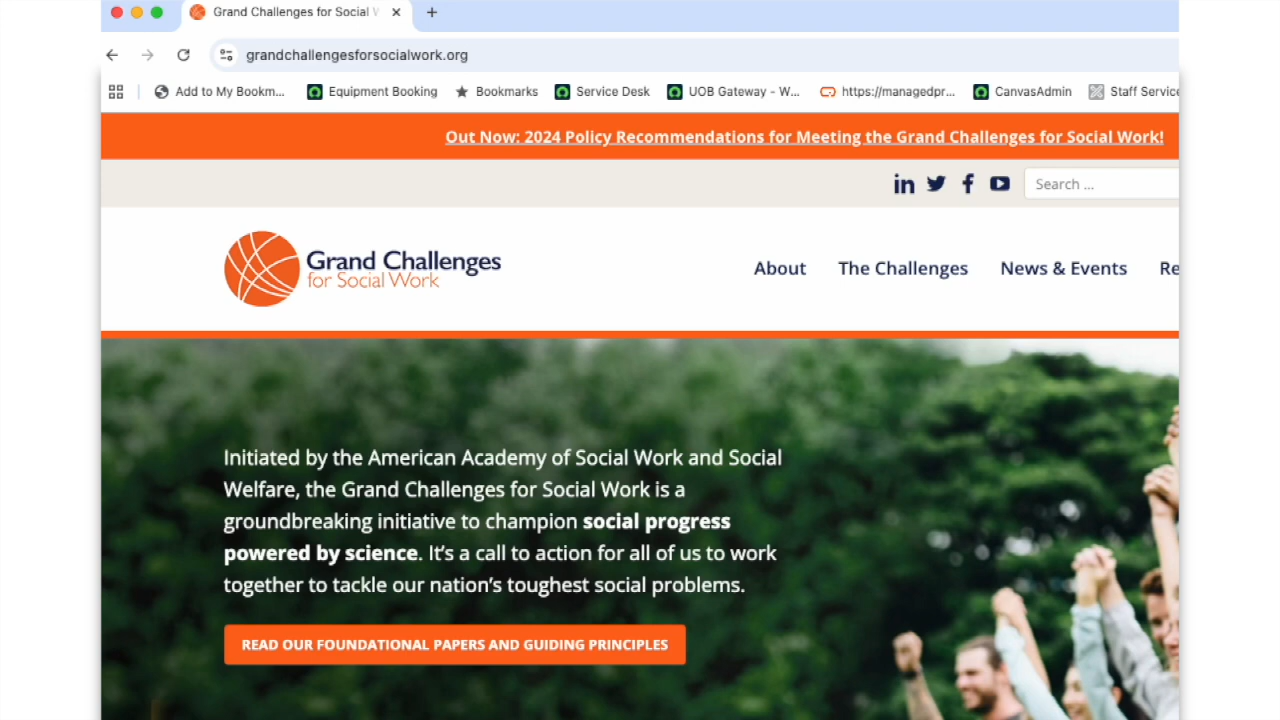 Grand Challenges for Social W
grandchallengesforsocialwork.org
Add to My Bookm...
Equipment Booking
Bookmarks
Service Desk
UOB Gateway - W...
https://managedpr...
CanvasAdmin
Staff Service
Out Now: 2024 Policy Recommendations for Meeting the Grand Challenges for Social Work!
in
Search ...
Grand Challenges
for Social Work
About
The Challenges
News & Events
Re
Initiated by the American Academy of Social Work and Social
Welfare, the Grand Challenges for Social Work is a
groundbreaking initiative to champion social progress
powered by science. It's a call to action for all of us to work
together to tackle our nation's toughest social problems.
READ OUR FOUNDATIONAL PAPERS AND GUIDING PRINCIPLES